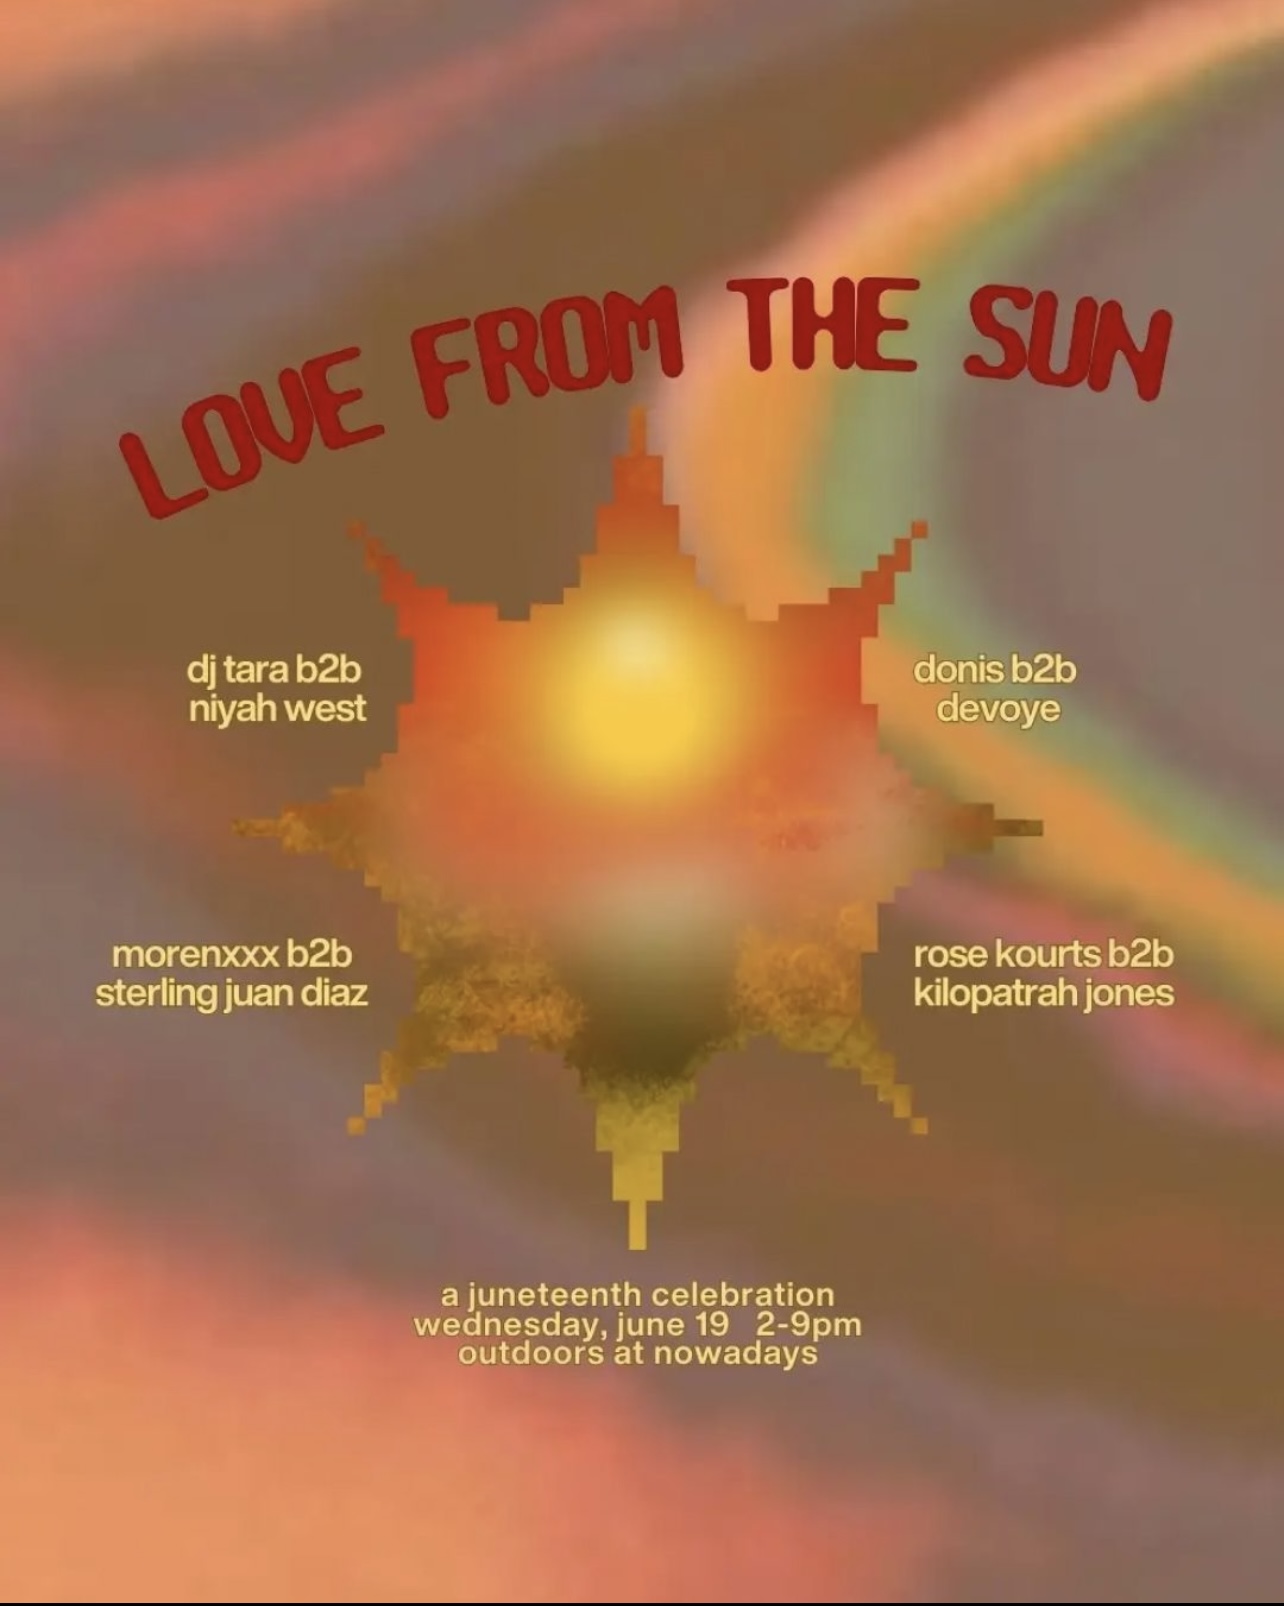 LOVE FROM THE SUN
dj tara b2b
niyah west
donis b2b
devoye
morenxxx b2b
sterling juan diaz
rose kourts b2b
kilopatrah jones
a juneteenth celebration
wednesday, june 19 2-9pm
outdoors at nowadays